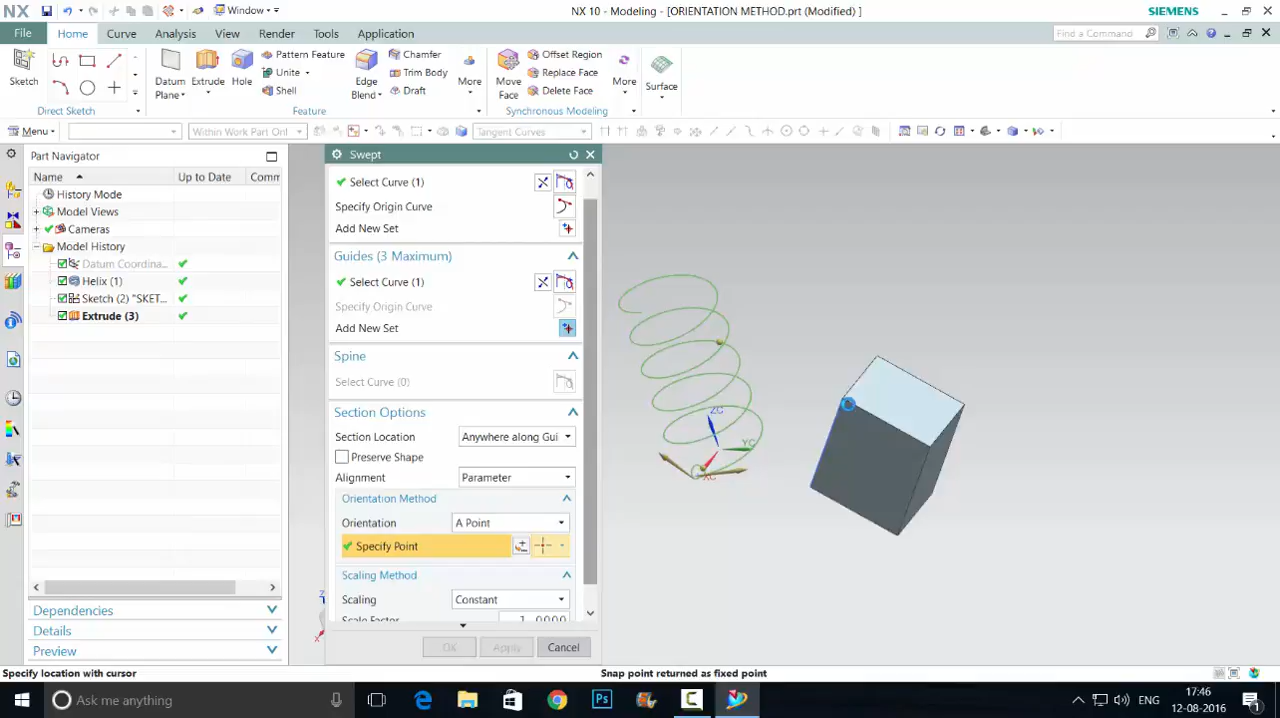 NX Window NX 10 - Modeling - [ORIENTATION METHOD.prt (Modified) ] SIEMENS
File Home Curve Analysis View Render Tools Application Find a Command
Sketch Datum Plane Extrude Hole Pattern Feature Unite Shell Edge Blend Chamfer Trim Body Draft More Move Face Offset Region Replace Face Delete Face More Surface
Direct Sketch Feature Synchronous Modeling
Menu Within Work Part Onl Tangent Curves
Part Navigator
Name Up to Date Comm
History Mode
Model Views
Cameras
Model History
Datum Coordina...
Helix (1)
Sketch (2) "SKET...
Extrude (3)
Dependencies
Details
Preview
Swept
Select Curve (1)
Specify Origin Curve
Add New Set
Guides (3 Maximum)
Select Curve (1)
Specify Origin Curve
Add New Set
Spine
Select Curve (0)
Section Options
Section Location Anywhere along Gui
Preserve Shape
Alignment Parameter
Orientation Method
Orientation A Point
Specify Point
Scaling Method
Scaling Constant
Scale Factor 1.0000
OK Apply Cancel
ZC
YC
XC
Z
X
Specify location with cursor Snap point returned as fixed point
Ask me anything
Ps
ENG
17:46
12-08-2016
1